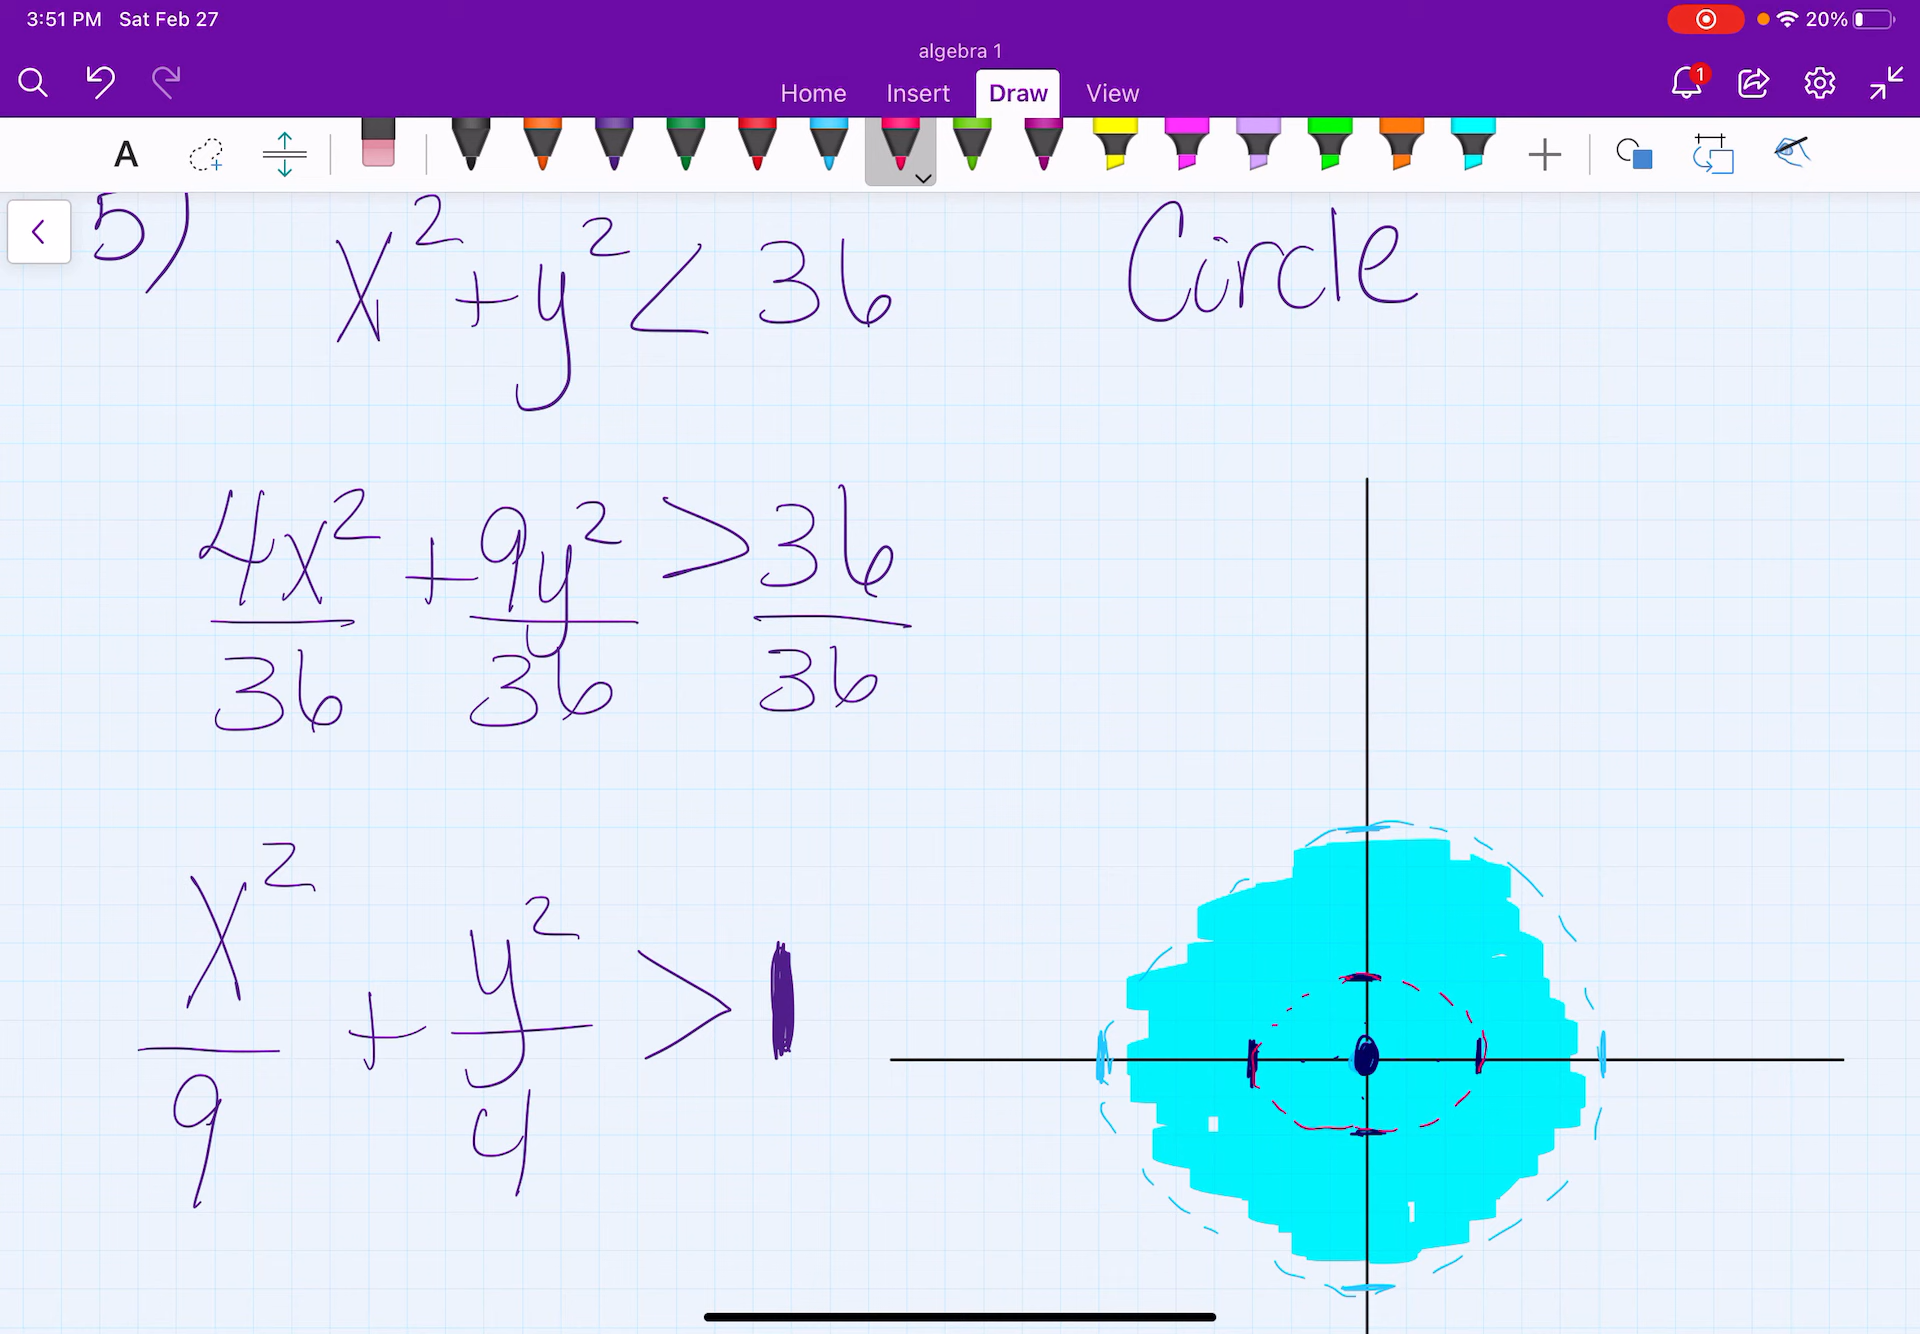 3:51 PM Sat Feb 27
20%
algebra 1
Home Insert Draw View
1
A
5) x² + y² < 36 Circle
4x²/36 + 9y²/36 > 36/36
x²/9 + y²/4 > 1